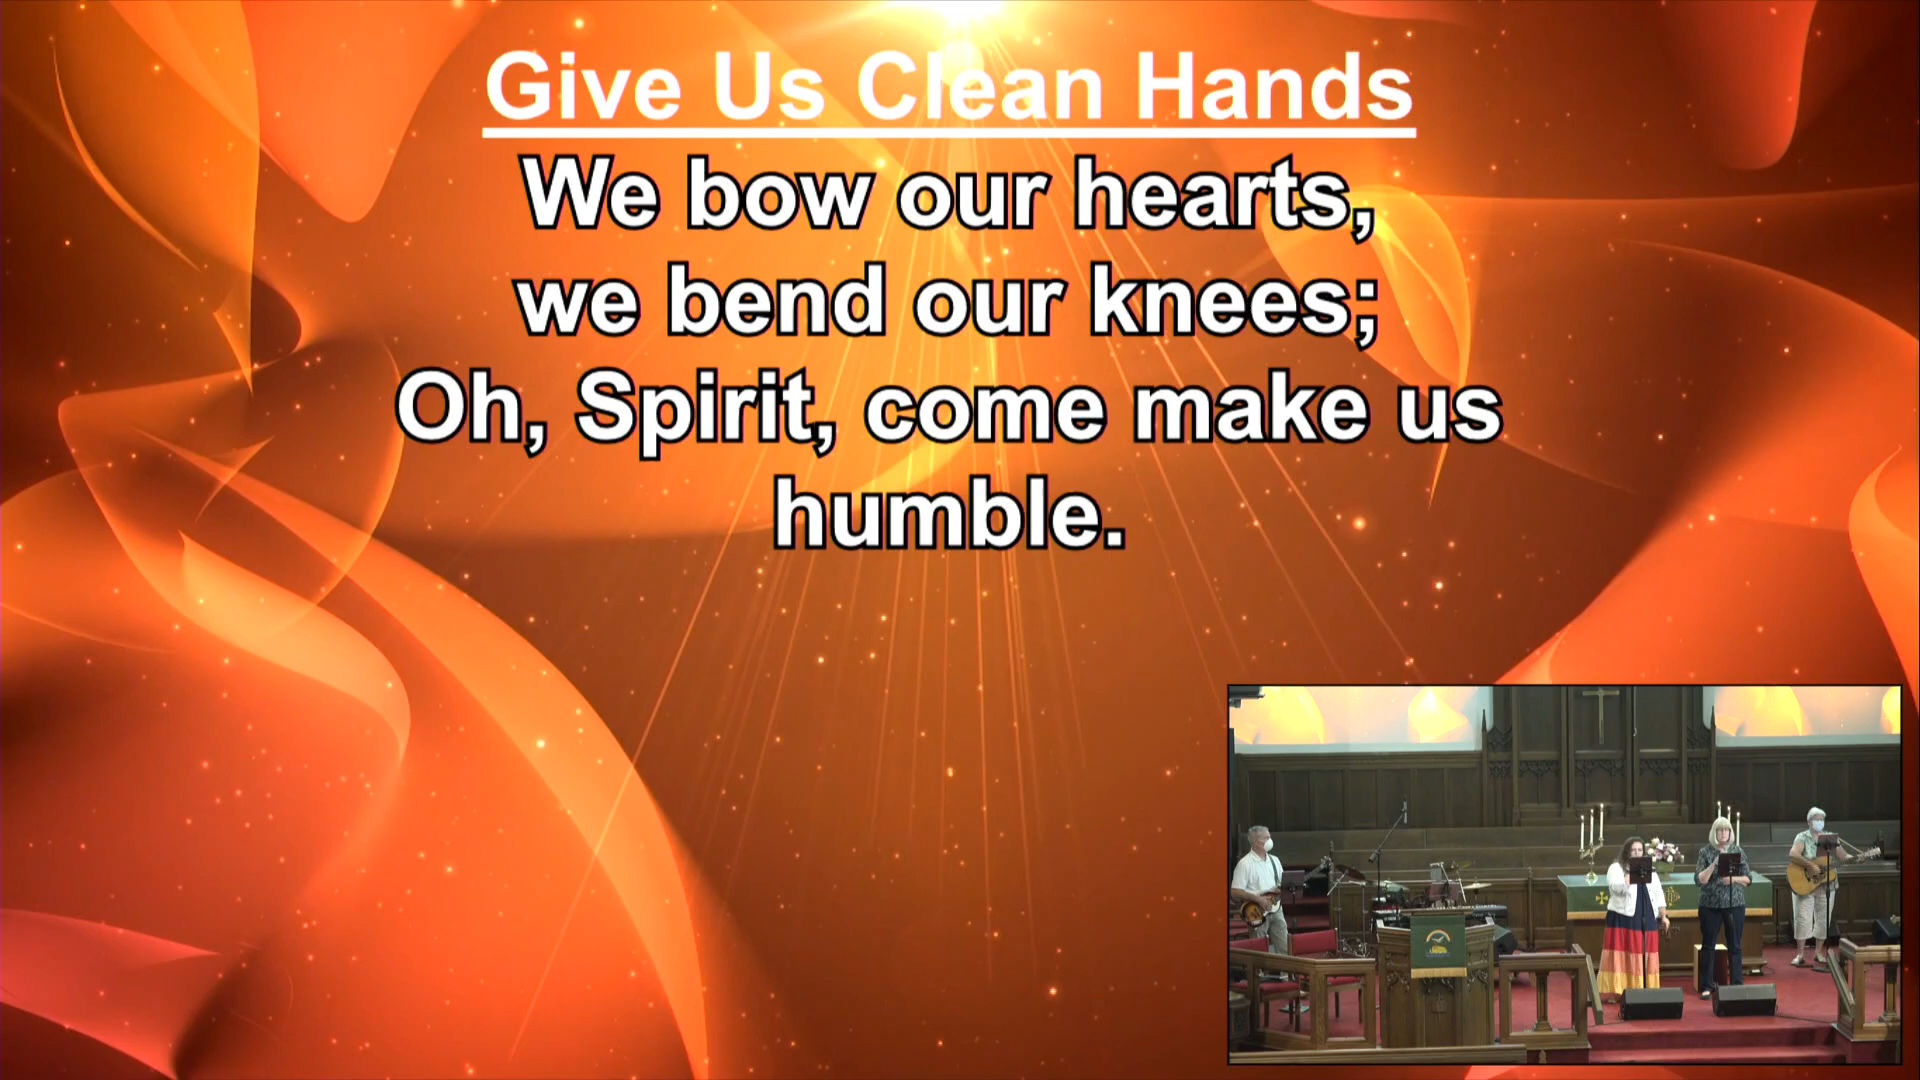 Give Us Clean Hands
We bow our hearts,
we bend our knees;
Oh, Spirit, come make us
humble.